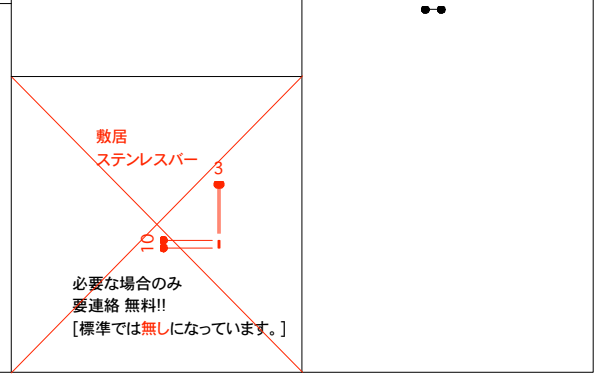 敷居
ステンレスバー
3
10
必要な場合のみ
要連絡 無料!!
[標準では無しになっています。]